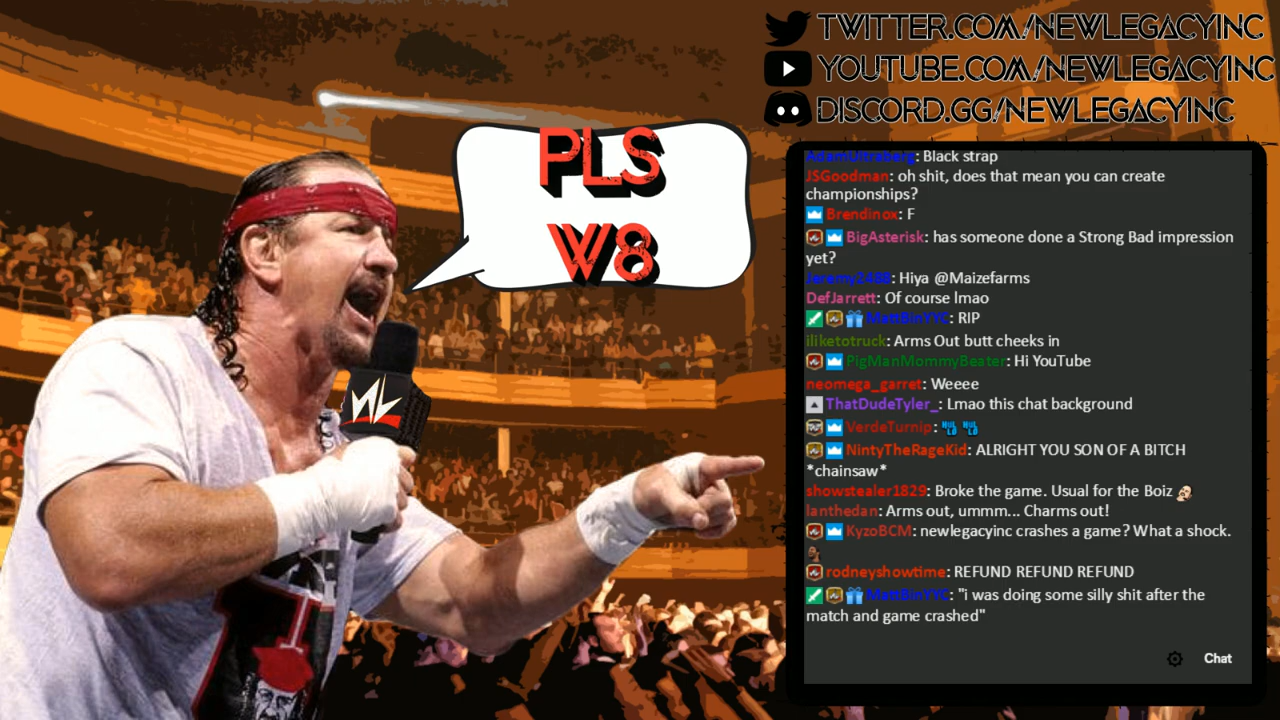 TWITTER.COM/NEWLEGACYINC
YOUTUBE.COM/NEWLEGACYINC
DISCORD.GG/NEWLEGACYINC
PLS
W8
AdamUltraberg: Black strap
JSGoodman: oh shit, does that mean you can create
championships?
Brendinox: F
BigAsterisk: has someone done a Strong Bad impression
yet?
Jeremy2488: Hiya @Maizefarms
DefJarrett: Of course lmao
MattBinYYC: RIP
iliketotruck: Arms Out butt cheeks in
PigManMommyBeater: Hi YouTube
neomega_garret: Weeee
ThatDudeTyler_: Lmao this chat background
VerdeTurnip:
NintyTheRageKid: ALRIGHT YOU SON OF A BITCH
*chainsaw*
showstealer1829: Broke the game. Usual for the Boiz
Ianthedan: Arms out, ummm... Charms out!
KyzoBCM: newlegacyinc crashes a game? What a shock.
rodneyshowtime: REFUND REFUND REFUND
MattBinYYC: "i was doing some silly shit after the
match and game crashed"
Chat